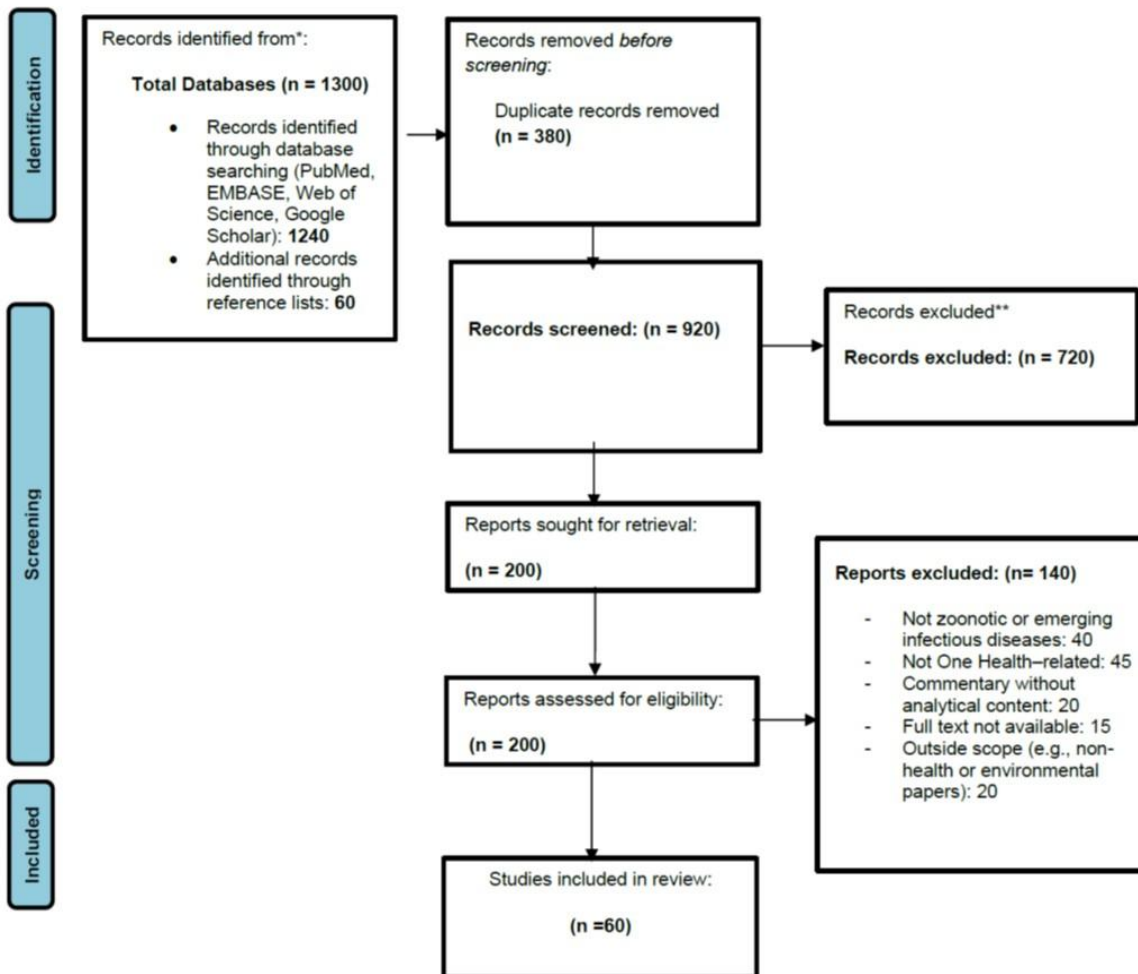 Identification
Records identified from*:
Total Databases (n = 1300)
• Records identified
through database
searching (PubMed,
EMBASE, Web of
Science, Google
Scholar): 1240
• Additional records
identified through
reference lists: 60
Records removed before
screening:
Duplicate records removed
(n = 380)
Screening
Records screened: (n = 920)
Records excluded**
Records excluded: (n = 720)
Reports sought for retrieval:
(n = 200)
Reports assessed for eligibility:
(n = 200)
Reports excluded: (n= 140)
- Not zoonotic or emerging
infectious diseases: 40
- Not One Health–related: 45
- Commentary without
analytical content: 20
- Full text not available: 15
- Outside scope (e.g., non-
health or environmental
papers): 20
Included
Studies included in review:
(n =60)